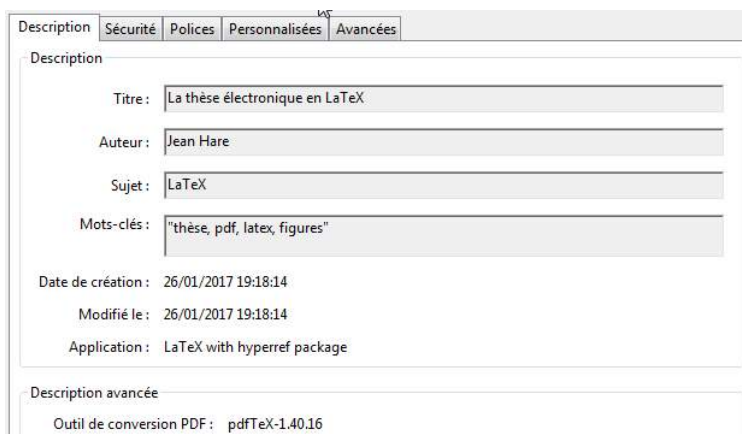 Description Sécurité Polices Personnalisées Avancées
Description
Titre : La thèse électronique en LaTeX
Auteur : Jean Hare
Sujet : LaTeX
Mots-clés : "thèse, pdf, latex, figures"
Date de création : 26/01/2017 19:18:14
Modifié le : 26/01/2017 19:18:14
Application : LaTeX with hyperref package
Description avancée
Outil de conversion PDF : pdfTeX-1.40.16